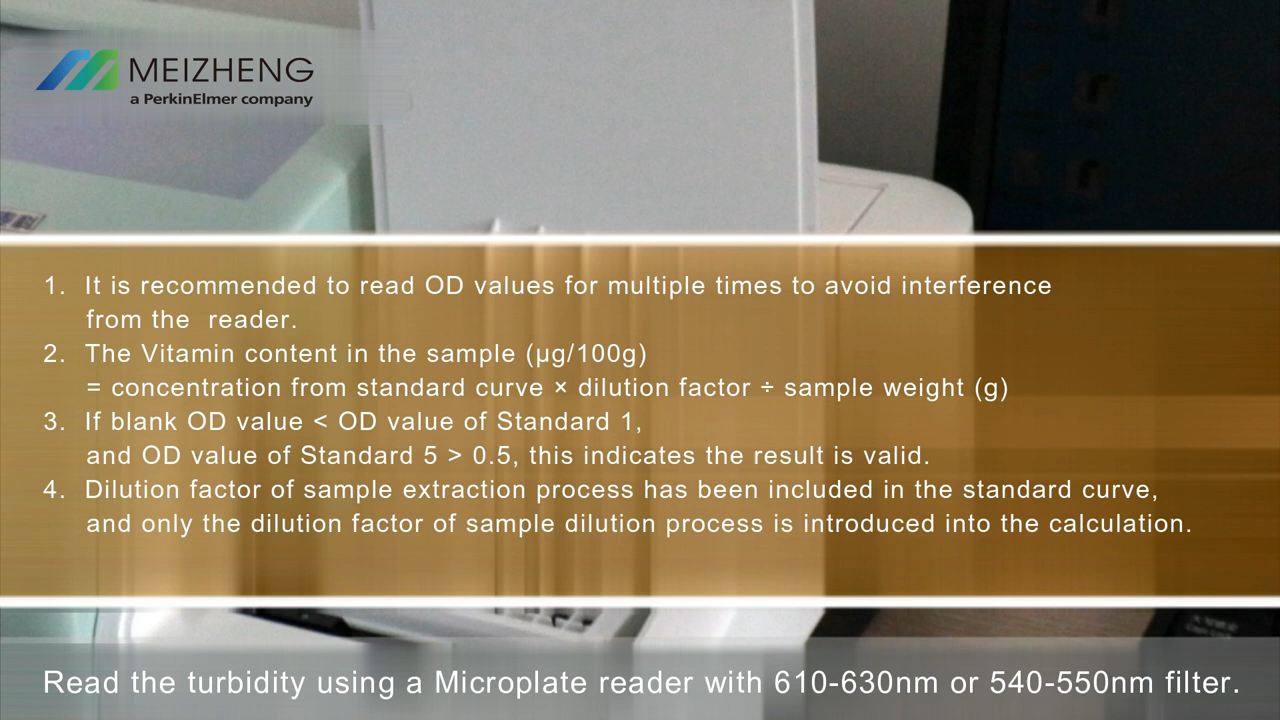 MEIZHENG
a PerkinElmer company
1. It is recommended to read OD values for multiple times to avoid interference
from the reader.
2. The Vitamin content in the sample (µg/100g)
= concentration from standard curve × dilution factor ÷ sample weight (g)
3. If blank OD value < OD value of Standard 1,
and OD value of Standard 5 > 0.5, this indicates the result is valid.
4. Dilution factor of sample extraction process has been included in the standard curve,
and only the dilution factor of sample dilution process is introduced into the calculation.
Read the turbidity using a Microplate reader with 610-630nm or 540-550nm filter.